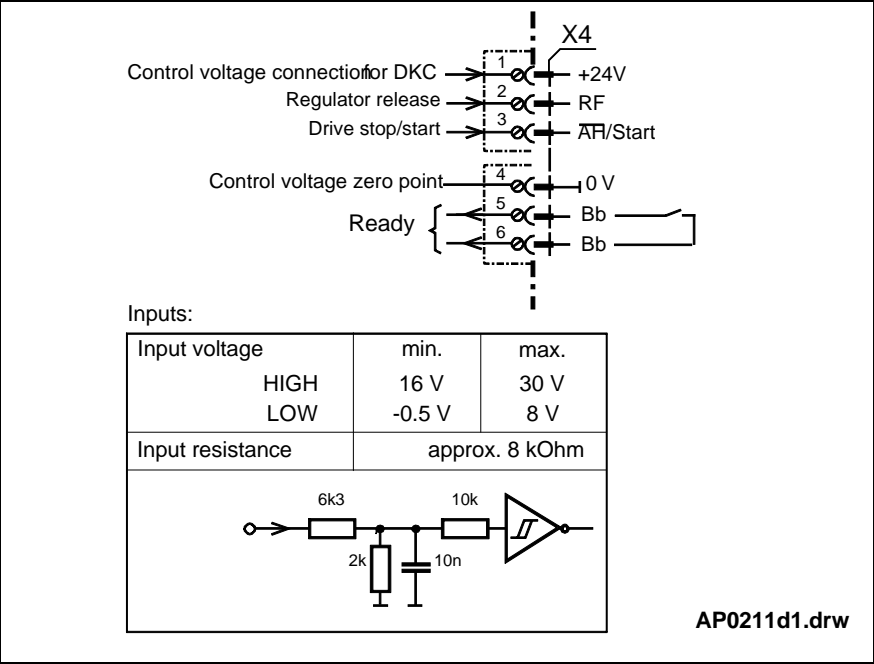 X4
1
Control voltage connection for DKC +24V
2
Regulator release RF
3
Drive stop/start A̅H̅/Start
4
Control voltage zero point 0 V
5
Bb
Ready
6
Bb
Inputs:
Input voltage min. max.
HIGH 16 V 30 V
LOW -0.5 V 8 V
Input resistance approx. 8 kOhm
6k3 10k
2k 10n
AP0211d1.drw